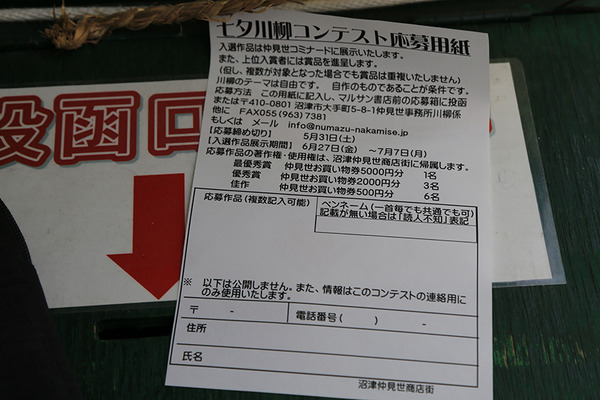 七夕川柳コンテスト応募用紙
入選作品は仲見世コミナードに展示いたします。
また、上位入賞者には賞品を進呈します。
(但し、複数が対象となった場合でも賞品は重複いたしません)
川柳のテーマは自由です。 自作のものであることが条件です。
応募方法 この用紙に記入し、マルサン書店前の応募箱に投函
または〒410-0801 沼津市大手町5-8-1仲見世事務所川柳係
他に FAX055(963)7381
もしくは メール info@numazu-nakamise.jo
【応募締め切り】 5月31日(土)
【入選作品展示期間】 6月27日(金) ~7月7日(月)
応募作品の著作権・使用権は、沼津仲見世商店街に帰属します。
最優秀賞 仲見世お買い物券5000円分 1名
優秀賞 仲見世お買い物券2000円分 3名
佳作 仲見世お買い物券500円分 6名
応募作品(複数記入可能)
ペンネーム(一首毎でも共通でも可)
記載が無い場合は「読人不知」表記
※ 以下は公開しません。また、情報はこのコンテストの連絡用に
のみ使用いたします。
〒 -
電話番号( ) -
住所
氏名
沼津仲見世商店街
投函口